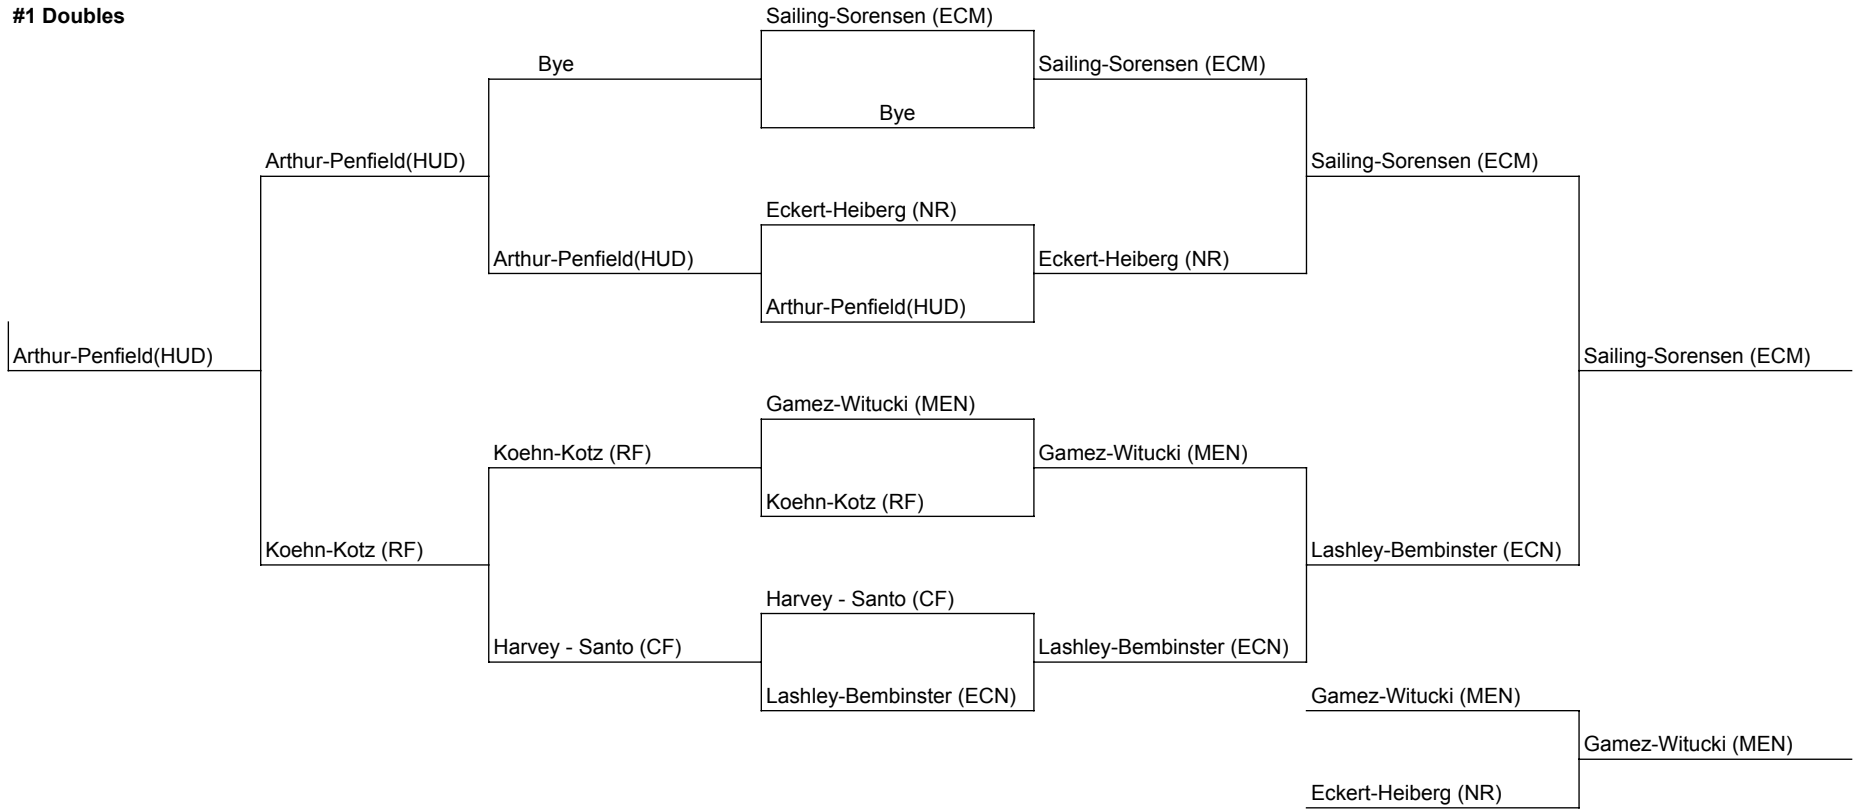 #1 Doubles
Sailing-Sorensen (ECM)
Bye
Sailing-Sorensen (ECM)
Bye
Arthur-Penfield(HUD)
Sailing-Sorensen (ECM)
Eckert-Heiberg (NR)
Arthur-Penfield(HUD)
Eckert-Heiberg (NR)
Arthur-Penfield(HUD)
Arthur-Penfield(HUD)
Sailing-Sorensen (ECM)
Gamez-Witucki (MEN)
Koehn-Kotz (RF)
Gamez-Witucki (MEN)
Koehn-Kotz (RF)
Koehn-Kotz (RF)
Lashley-Bembinster (ECN)
Harvey - Santo (CF)
Harvey - Santo (CF)
Lashley-Bembinster (ECN)
Lashley-Bembinster (ECN)
Gamez-Witucki (MEN)
Gamez-Witucki (MEN)
Eckert-Heiberg (NR)